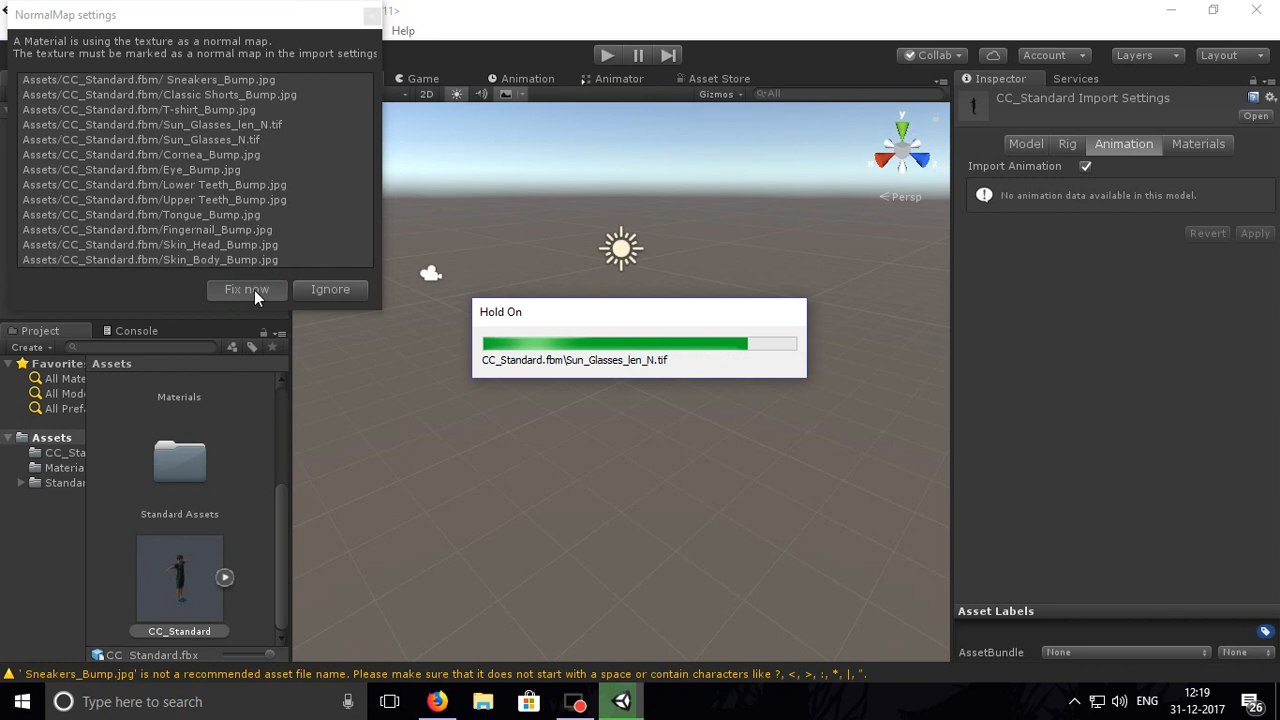 NormalMap settings
11>
A Material is using the texture as a normal map.
The texture must be marked as a normal map in the import settings
Assets/CC_Standard.fbm/ Sneakers_Bump.jpg
Assets/CC_Standard.fbm/Classic Shorts_Bump.jpg
Assets/CC_Standard.fbm/T-shirt_Bump.jpg
Assets/CC_Standard.fbm/Sun_Glasses_len_N.tif
Assets/CC_Standard.fbm/Sun_Glasses_N.tif
Assets/CC_Standard.fbm/Cornea_Bump.jpg
Assets/CC_Standard.fbm/Eye_Bump.jpg
Assets/CC_Standard.fbm/Lower Teeth_Bump.jpg
Assets/CC_Standard.fbm/Upper Teeth_Bump.jpg
Assets/CC_Standard.fbm/Tongue_Bump.jpg
Assets/CC_Standard.fbm/Fingernail_Bump.jpg
Assets/CC_Standard.fbm/Skin_Head_Bump.jpg
Assets/CC_Standard.fbm/Skin_Body_Bump.jpg
Fix now
Ignore
Help
Collab
Account
Layers
Layout
Game
Animation
Animator
Asset Store
2D
Gizmos
All
y
x
z
Persp
Hold On
CC_Standard.fbm\Sun_Glasses_len_N.tif
Inspector
Services
CC_Standard Import Settings
Open
Model
Rig
Animation
Materials
Import Animation
No animation data available in this model.
Revert
Apply
Project
Console
Create
Favorite
All Mate
All Mod
All Pref
Assets
CC_Sta
Materia
Standar
Assets
Materials
Standard Assets
CC_Standard
CC_Standard.fbx
Asset Labels
AssetBundle
None
None
' Sneakers_Bump.jpg' is not a recommended asset file name. Please make sure that it does not start with a space or contain characters like ?, <, >, :, *, |, ".
Type here to search
ENG
12:19
31-12-2017
26